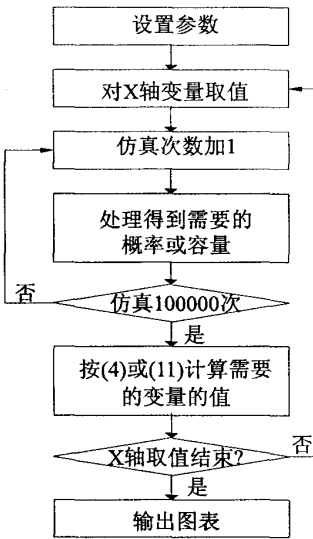 设置参数
对X轴变量取值
仿真次数加1
处理得到需要的
概率或容量
否
仿真100000次
是
按(4)或(11)计算需要
的变量的值
否
X轴取值结束?
是
输出图表